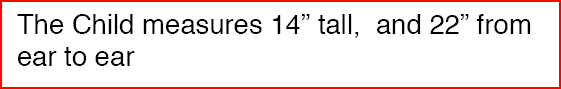 The Child measures 14” tall,  and 22” from
ear to ear